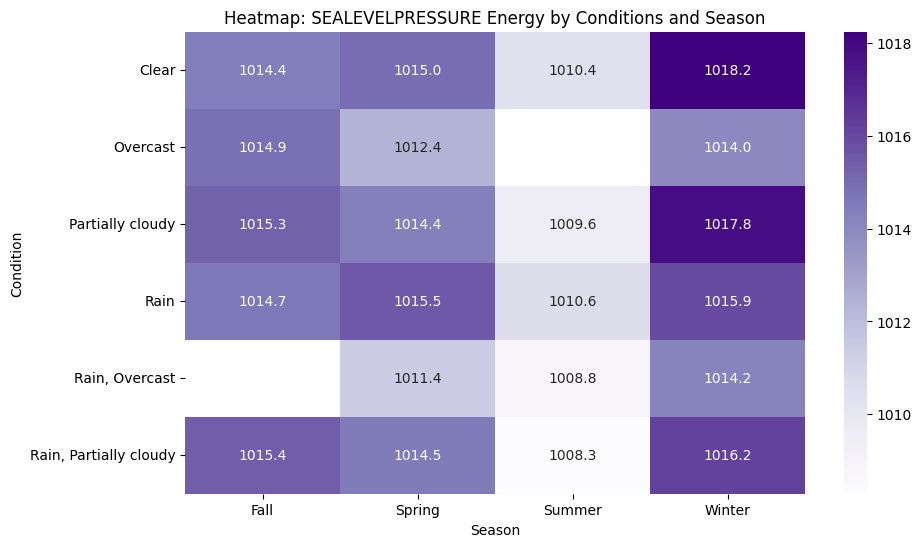 Heatmap: SEALEVELPRESSURE Energy by Conditions and Season
Condition
Clear 1014.4 1015.0 1010.4 1018.2
Overcast 1014.9 1012.4 1014.0
Partially cloudy 1015.3 1014.4 1009.6 1017.8
Rain 1014.7 1015.5 1010.6 1015.9
Rain, Overcast 1011.4 1008.8 1014.2
Rain, Partially cloudy 1015.4 1014.5 1008.3 1016.2
Fall Spring Summer Winter
Season
1018
1016
1014
1012
1010